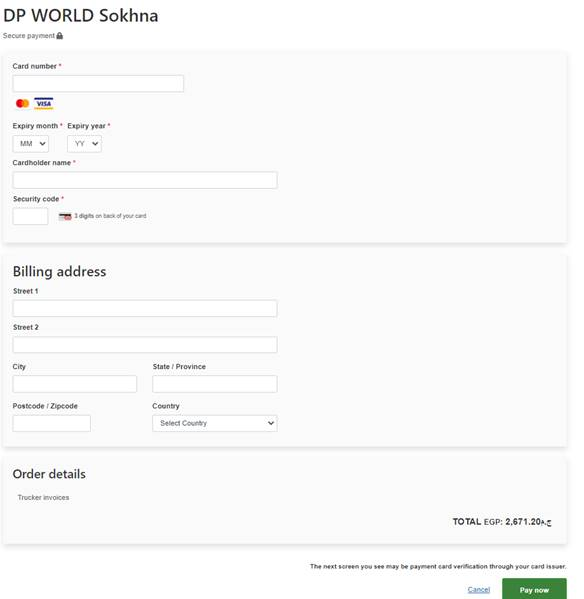 DP WORLD Sokhna
Secure payment
Card number *
VISA
Expiry month * Expiry year *
MM YY
Cardholder name *
Security code *
3 digits on back of your card
Billing address
Street 1
Street 2
City State / Province
Postcode / Zipcode Country
Select Country
Order details
Trucker invoices
TOTAL EGP: 2,671.20ج.م
The next screen you see may be payment card verification through your card issuer.
Cancel Pay now